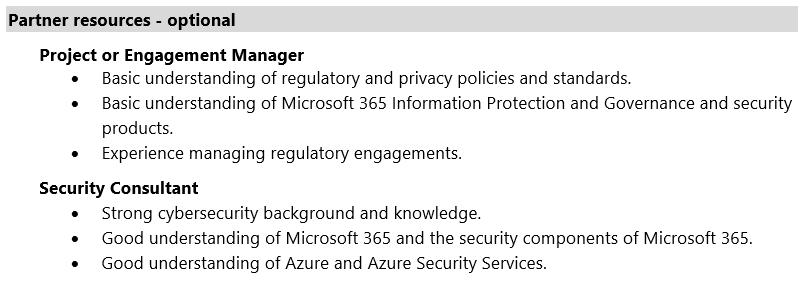 Partner resources - optional
Project or Engagement Manager
• Basic understanding of regulatory and privacy policies and standards.
• Basic understanding of Microsoft 365 Information Protection and Governance and security
products.
• Experience managing regulatory engagements.
Security Consultant
• Strong cybersecurity background and knowledge.
• Good understanding of Microsoft 365 and the security components of Microsoft 365.
• Good understanding of Azure and Azure Security Services.